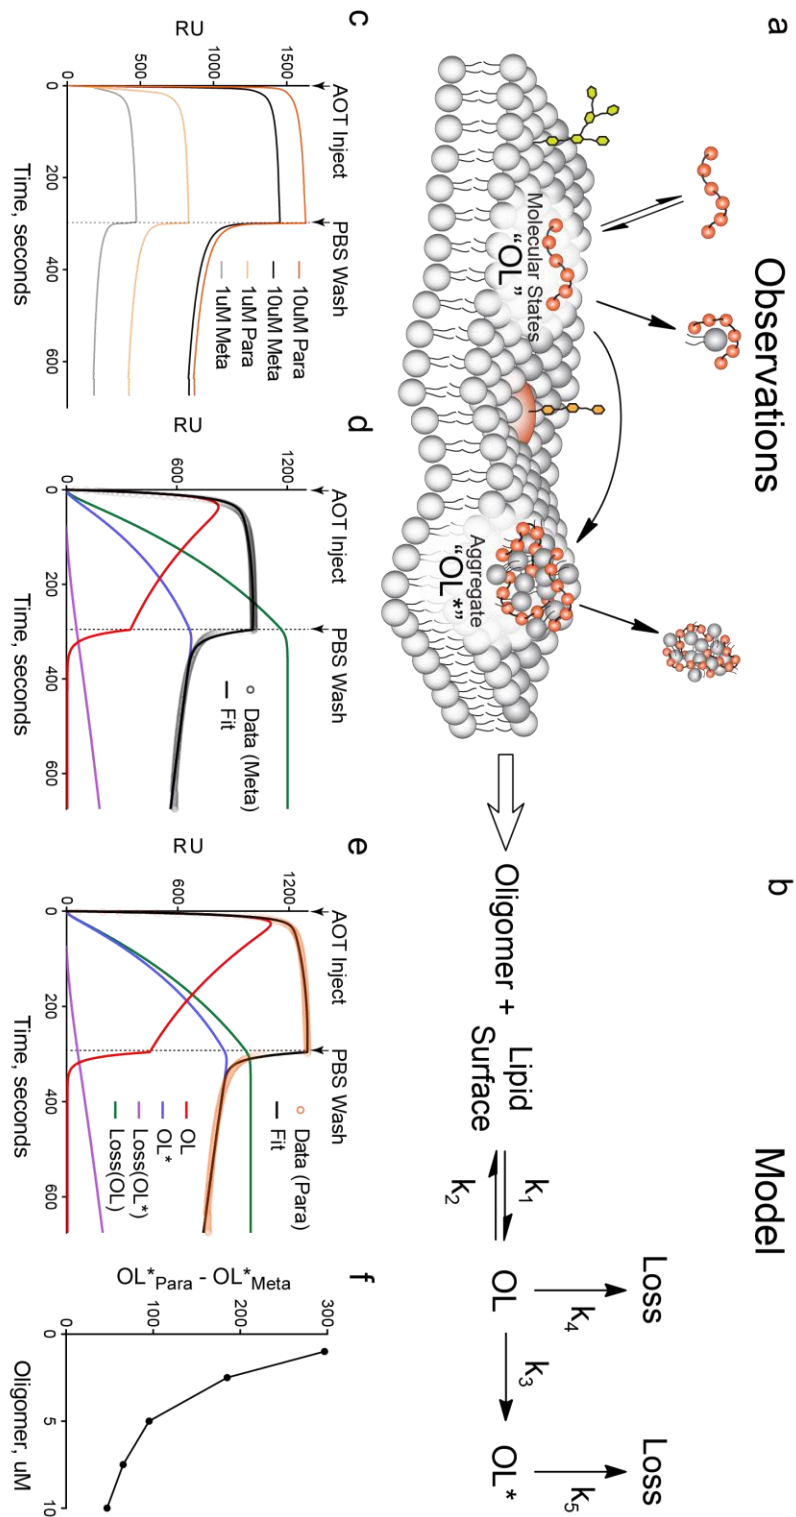 Observations
Model
a
Molecular States
“OL”
Aggregate
“OL*”
b
Oligomer +
Lipid
Surface
k1
k2
OL
k3
OL*
Loss
k4
Loss
k5
c
AOT Inject
PBS Wash
RU
1500
1000
500
0
10uM Para
10uM Meta
1uM Para
1uM Meta
0
200
400
600
Time, seconds
d
AOT Inject
PBS Wash
RU
1200
600
0
Data (Meta)
Fit
0
200
400
600
Time, seconds
e
AOT Inject
PBS Wash
RU
1200
600
0
Data (Para)
Fit
OL
OL*
Loss(OL*)
Loss(OL)
0
200
400
600
Time, seconds
f
OL*Para - OL*Meta
300
200
100
0
0
5
10
Oligomer, uM